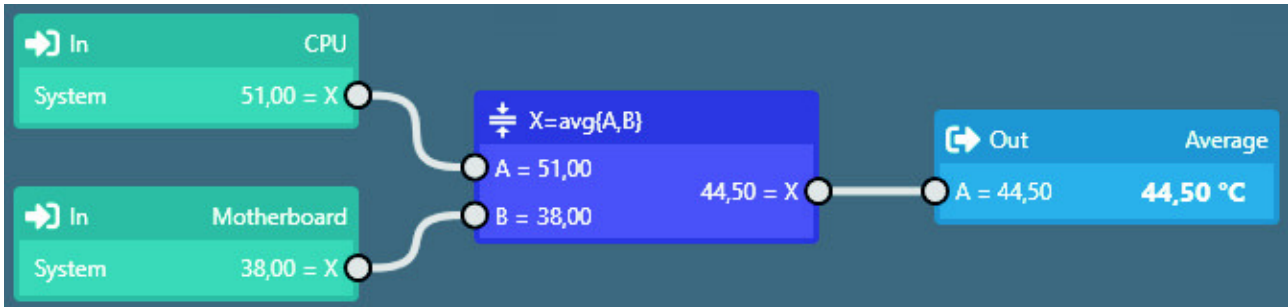 In CPU
System 51,00 = X
In Motherboard
System 38,00 = X
X=avg{A,B}
A = 51,00
44,50 = X
B = 38,00
Out Average
A = 44,50 44,50 °C